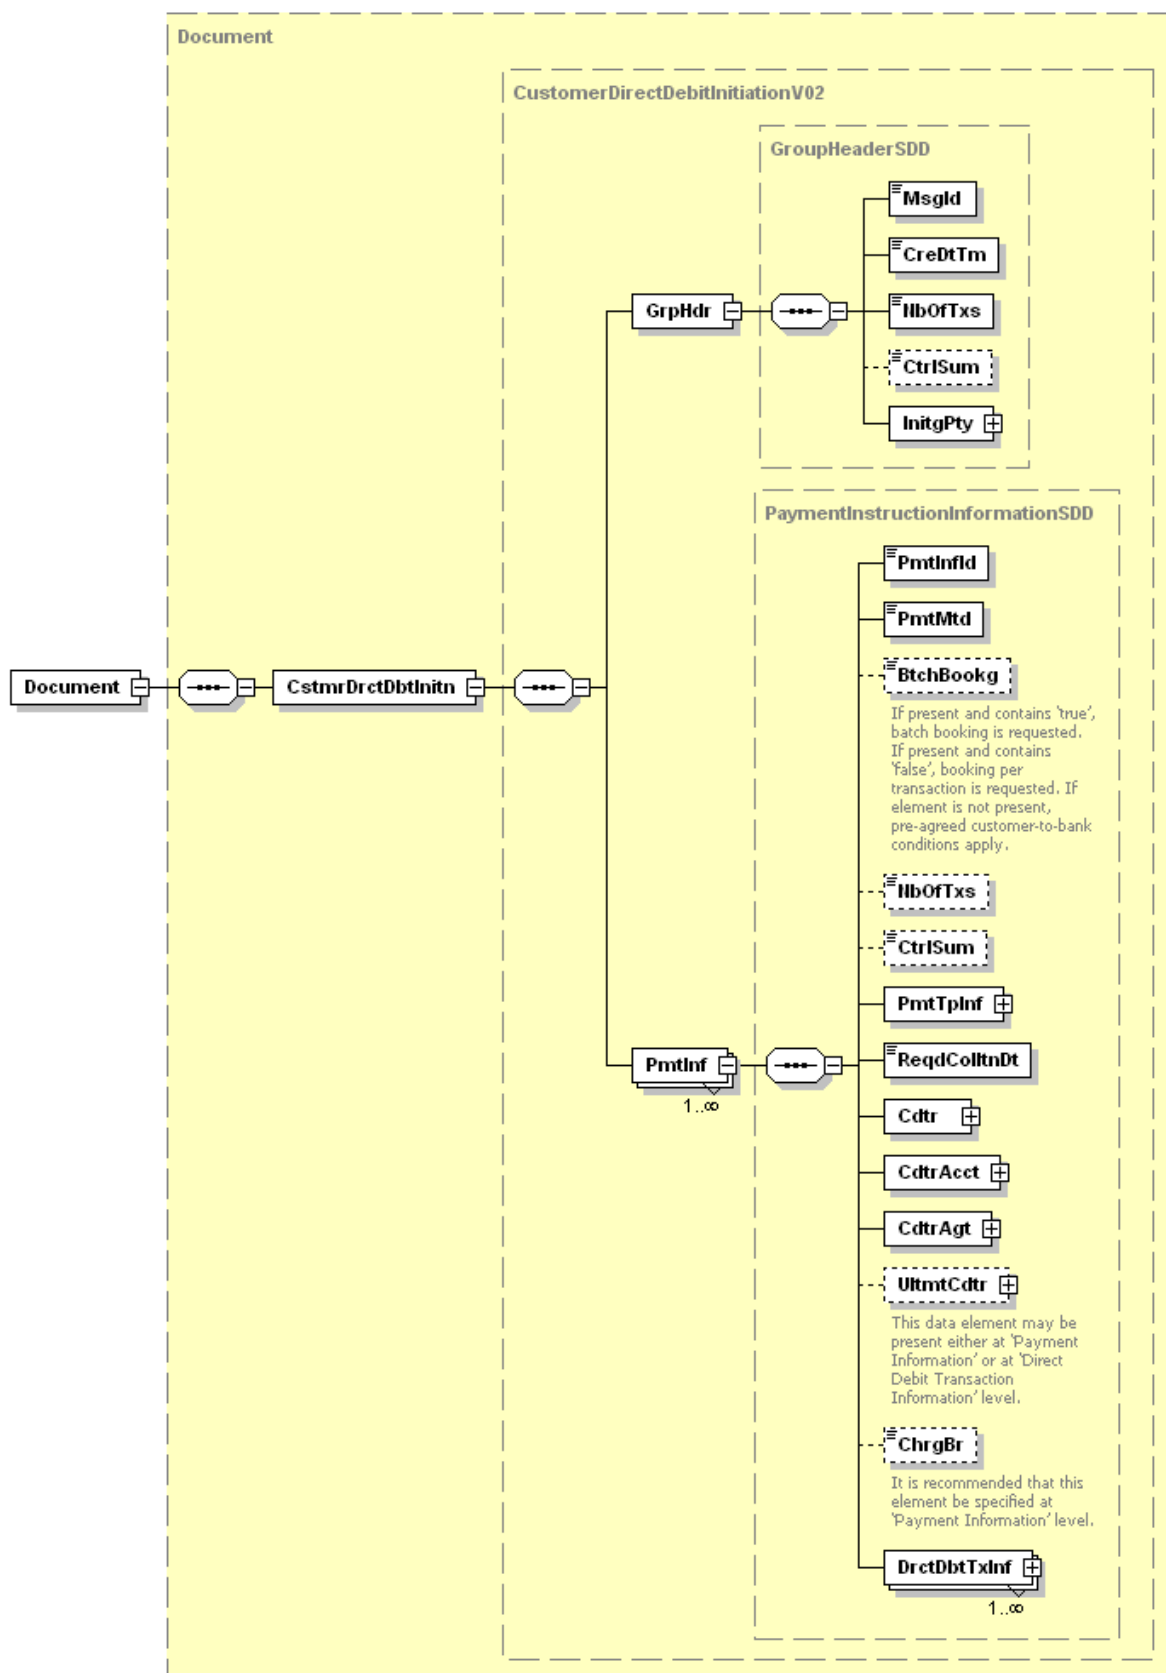 Document
CustomerDirectDebitInitiationV02
GroupHeaderSDD
MsgId
CreDtTm
GrpHdr
NbOfTxs
CtrlSum
InitgPty
PaymentInstructionInformationSDD
PmtInfId
PmtMtd
Document
CstmrDrctDbtInitn
BtchBookg
If present and contains 'true',
batch booking is requested.
If present and contains
'false', booking per
transaction is requested. If
element is not present,
pre-agreed customer-to-bank
conditions apply.
NbOfTxs
CtrlSum
PmtTpInf
PmtInf
1..∞
ReqdColltnDt
Cdtr
CdtrAcct
CdtrAgt
UltmtCdtr
This data element may be
present either at 'Payment
Information' or at 'Direct
Debit Transaction
Information' level.
ChrgBr
It is recommended that this
element be specified at
'Payment Information' level.
DrctDbtTxInf
1..∞